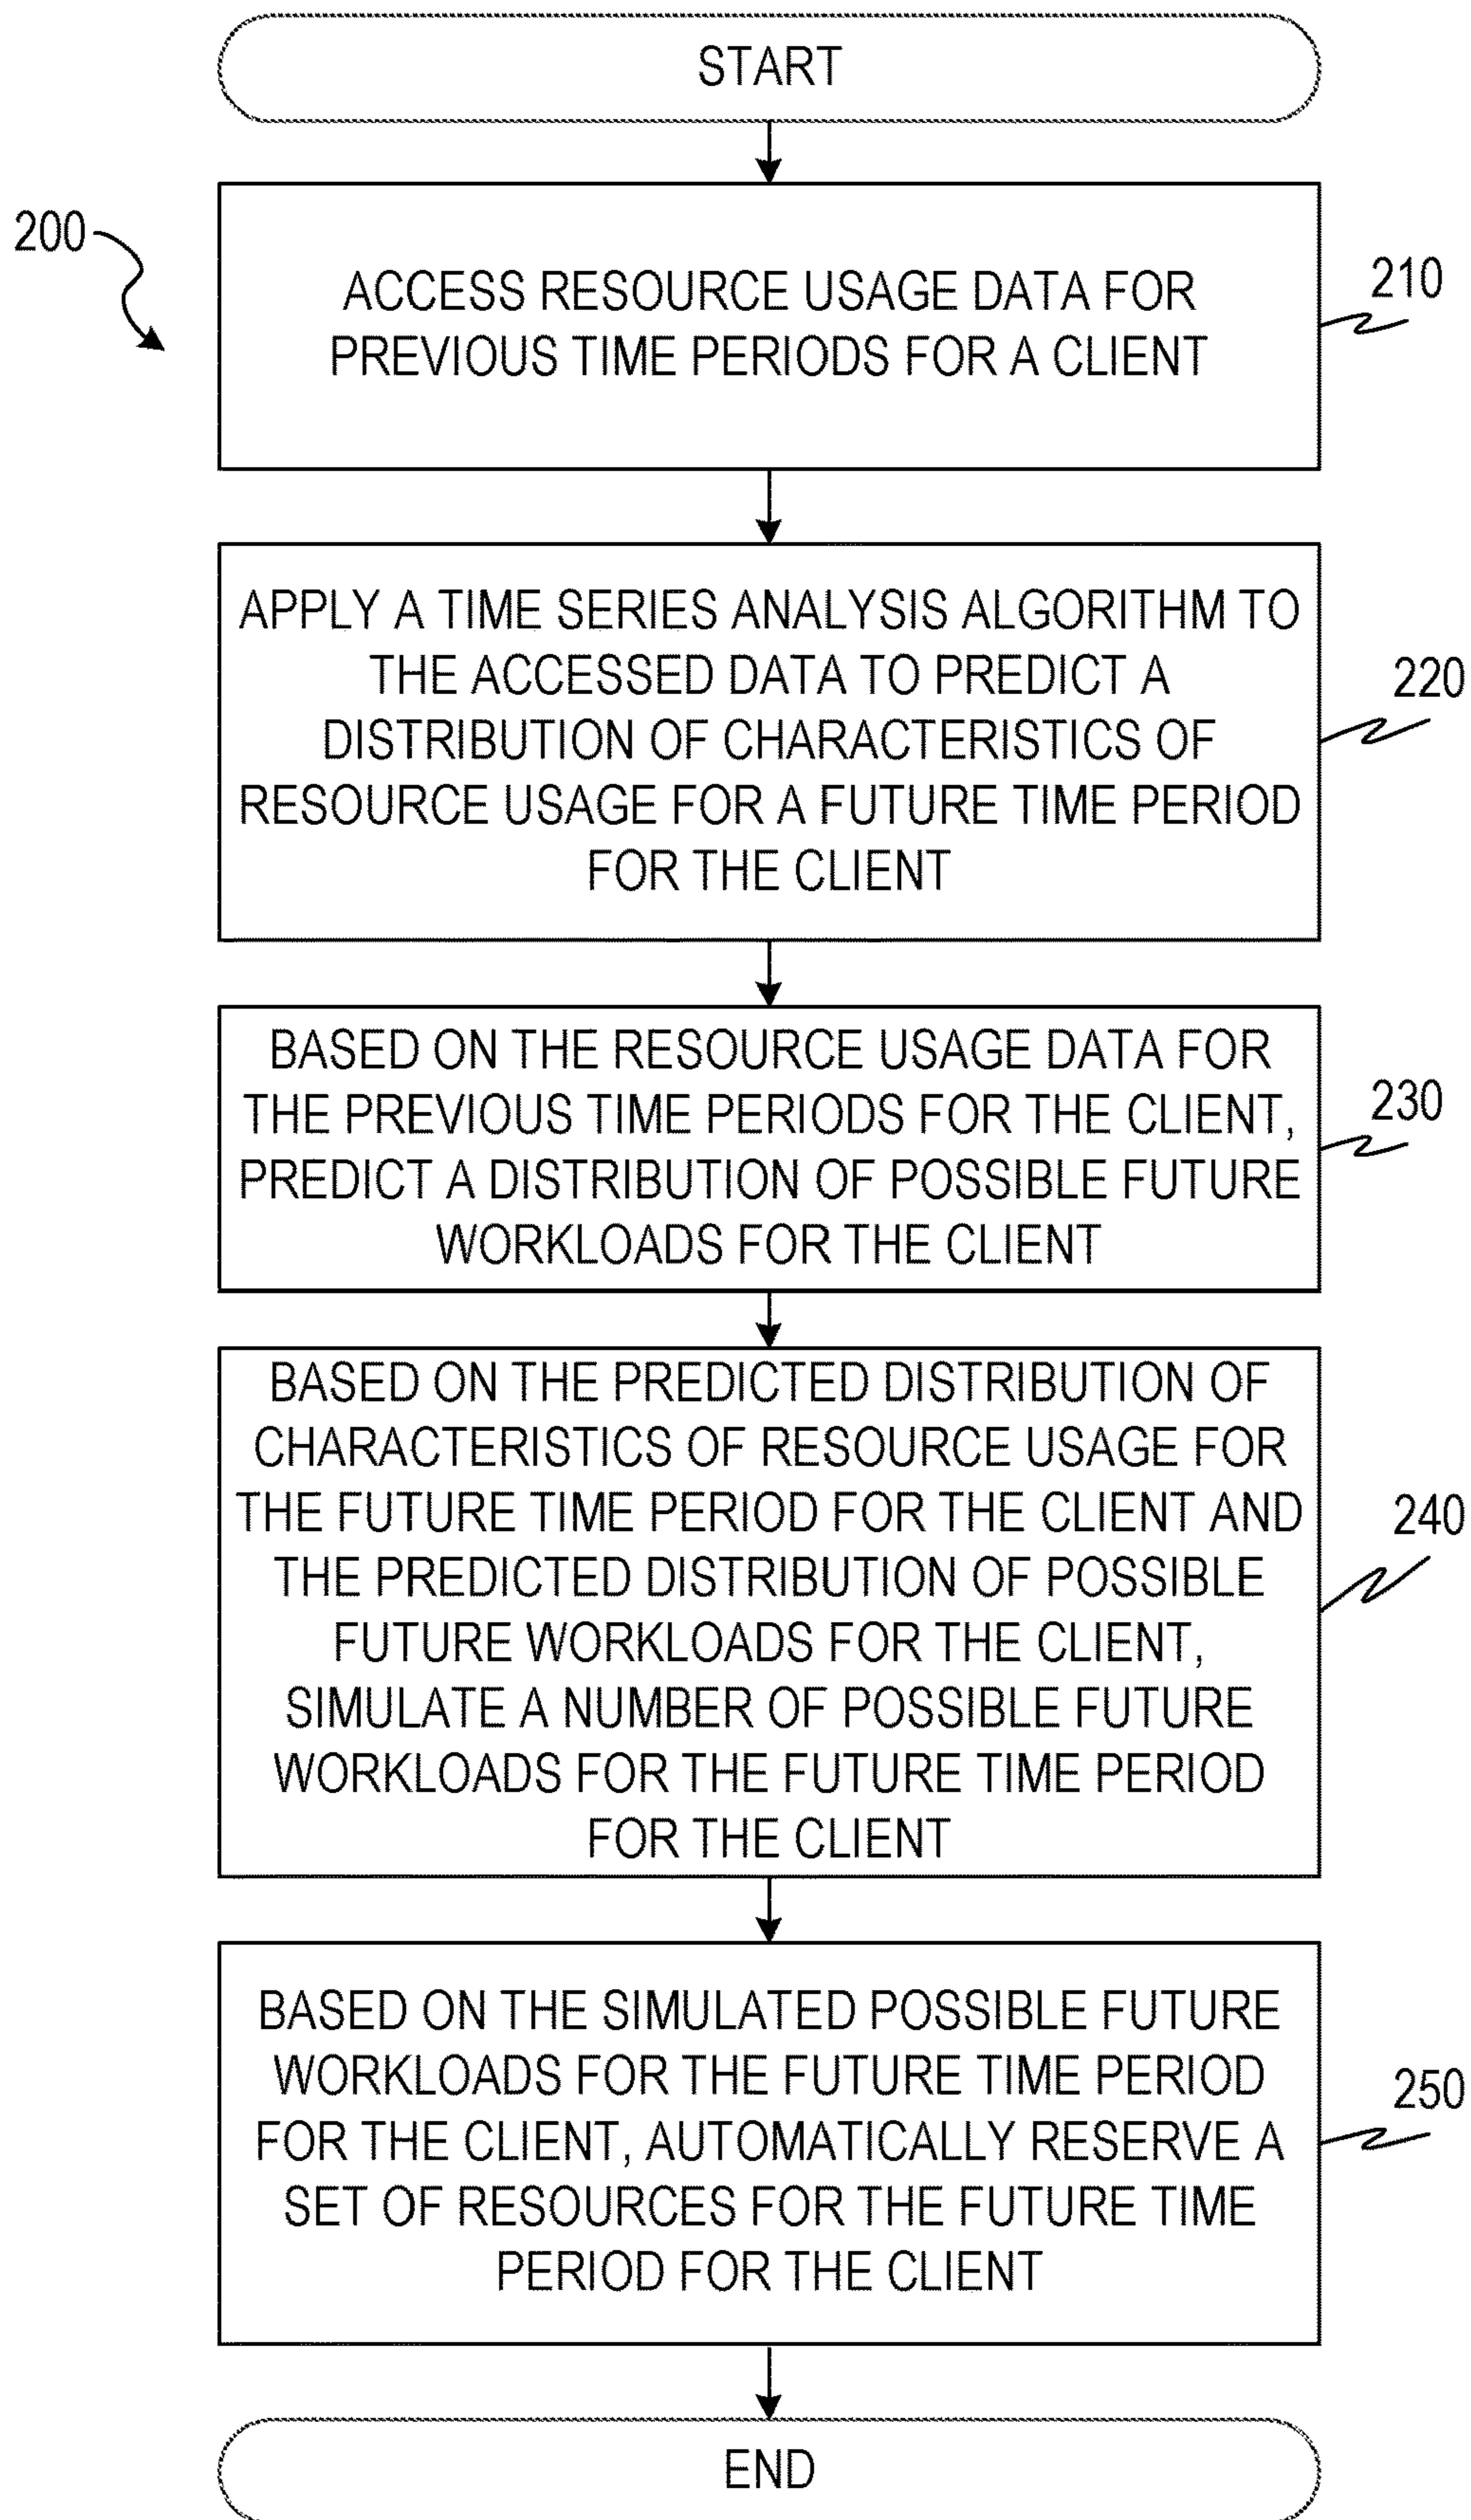 START
200
ACCESS RESOURCE USAGE DATA FOR
PREVIOUS TIME PERIODS FOR A CLIENT
210
APPLY A TIME SERIES ANALYSIS ALGORITHM TO
THE ACCESSED DATA TO PREDICT A
DISTRIBUTION OF CHARACTERISTICS OF
RESOURCE USAGE FOR A FUTURE TIME PERIOD
FOR THE CLIENT
220
BASED ON THE RESOURCE USAGE DATA FOR
THE PREVIOUS TIME PERIODS FOR THE CLIENT,
PREDICT A DISTRIBUTION OF POSSIBLE FUTURE
WORKLOADS FOR THE CLIENT
230
BASED ON THE PREDICTED DISTRIBUTION OF
CHARACTERISTICS OF RESOURCE USAGE FOR
THE FUTURE TIME PERIOD FOR THE CLIENT AND
THE PREDICTED DISTRIBUTION OF POSSIBLE
FUTURE WORKLOADS FOR THE CLIENT,
SIMULATE A NUMBER OF POSSIBLE FUTURE
WORKLOADS FOR THE FUTURE TIME PERIOD
FOR THE CLIENT
240
BASED ON THE SIMULATED POSSIBLE FUTURE
WORKLOADS FOR THE FUTURE TIME PERIOD
FOR THE CLIENT, AUTOMATICALLY RESERVE A
SET OF RESOURCES FOR THE FUTURE TIME
PERIOD FOR THE CLIENT
250
END